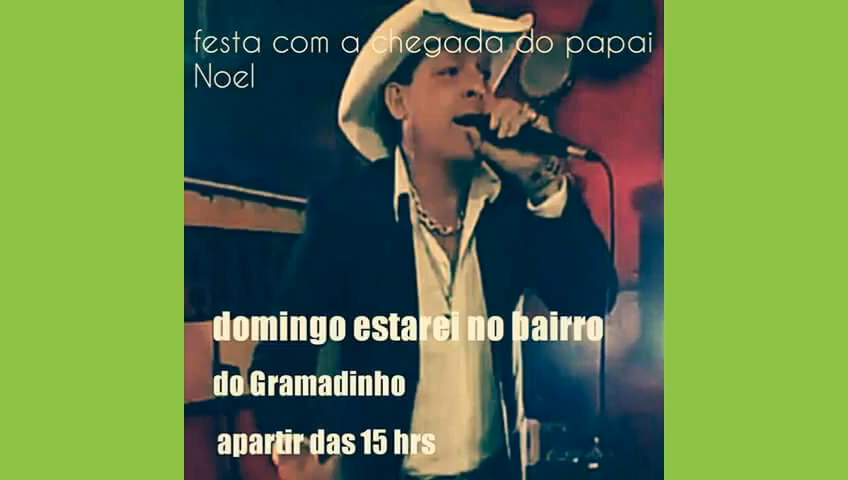 festa com a chegada do papai
Noel
domingo estarei no bairro
do Gramadinho
apartir das 15 hrs